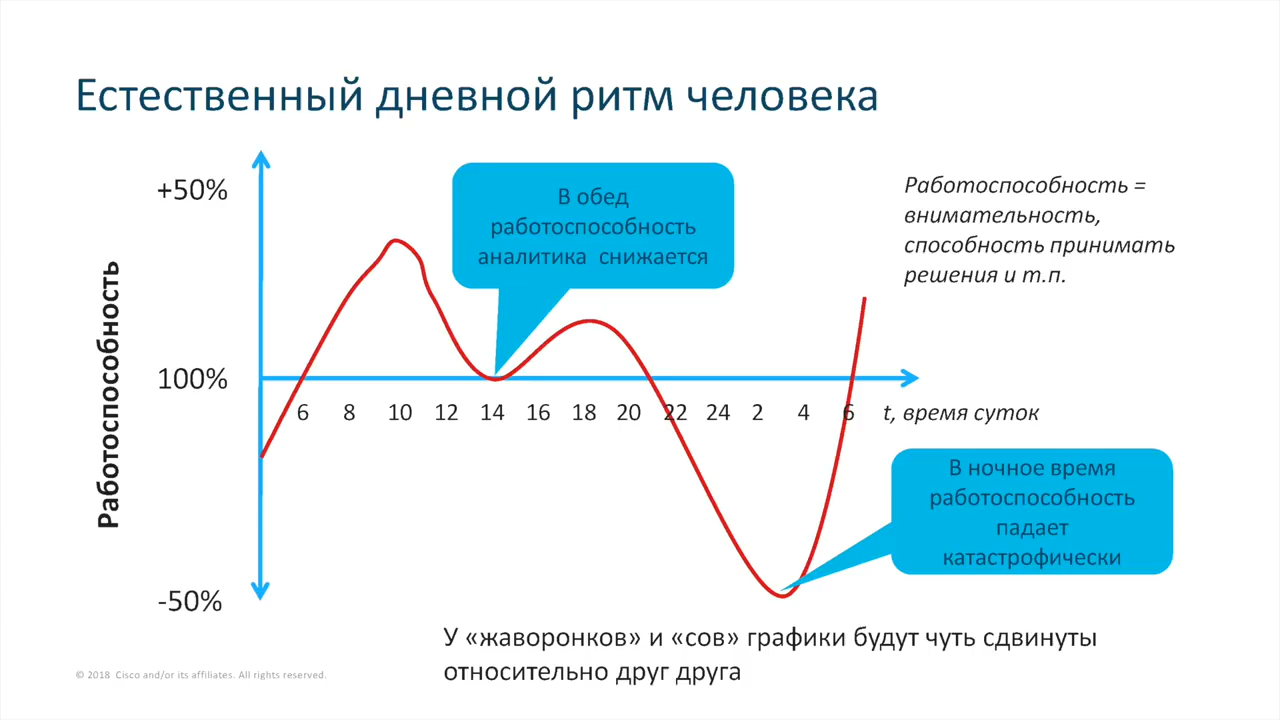 Естественный дневной ритм человека
+50%
В обед
работоспособность
аналитика снижается
Работоспособность =
внимательность,
способность принимать
решения и т.п.
Работоспособность
100%
6 8 10 12 14 16 18 20 22 24 2 4 6 t, время суток
В ночное время
работоспособность
падает
катастрофически
-50%
У «жаворонков» и «сов» графики будут чуть сдвинуты
относительно друг друга
© 2018 Cisco and/or its affiliates. All rights reserved.